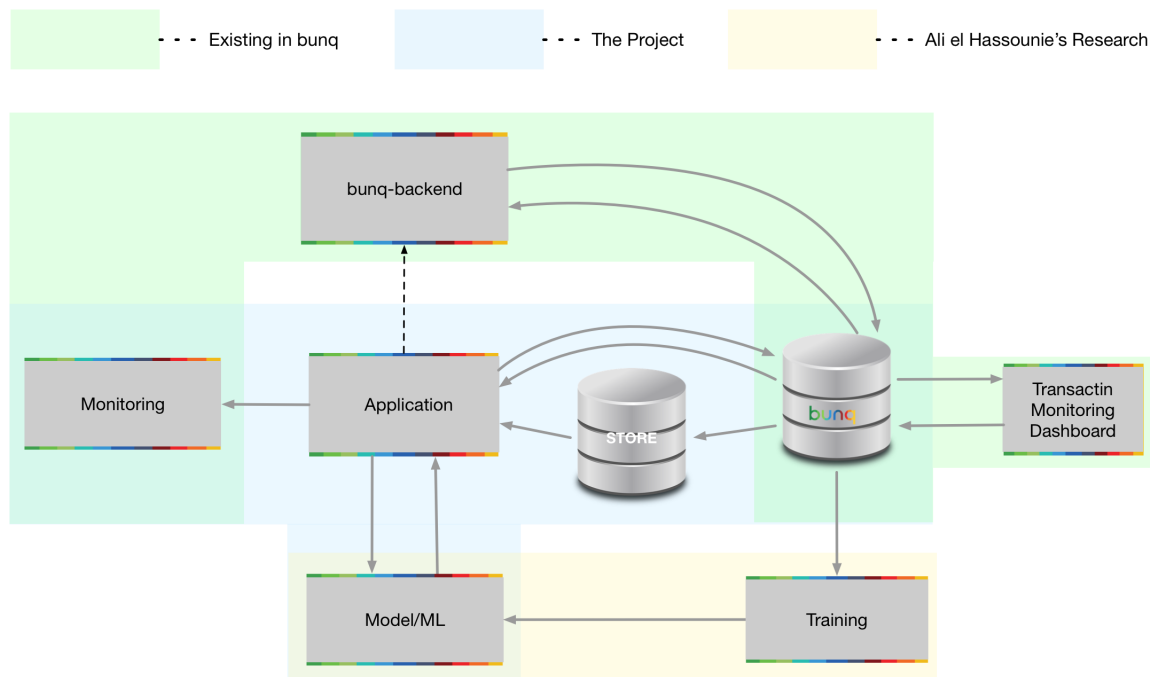 Existing in bunq
The Project
Ali el Hassounie's Research
bunq-backend
Monitoring
Application
STORE
bunq
Transactin
Monitoring
Dashboard
Model/ML
Training